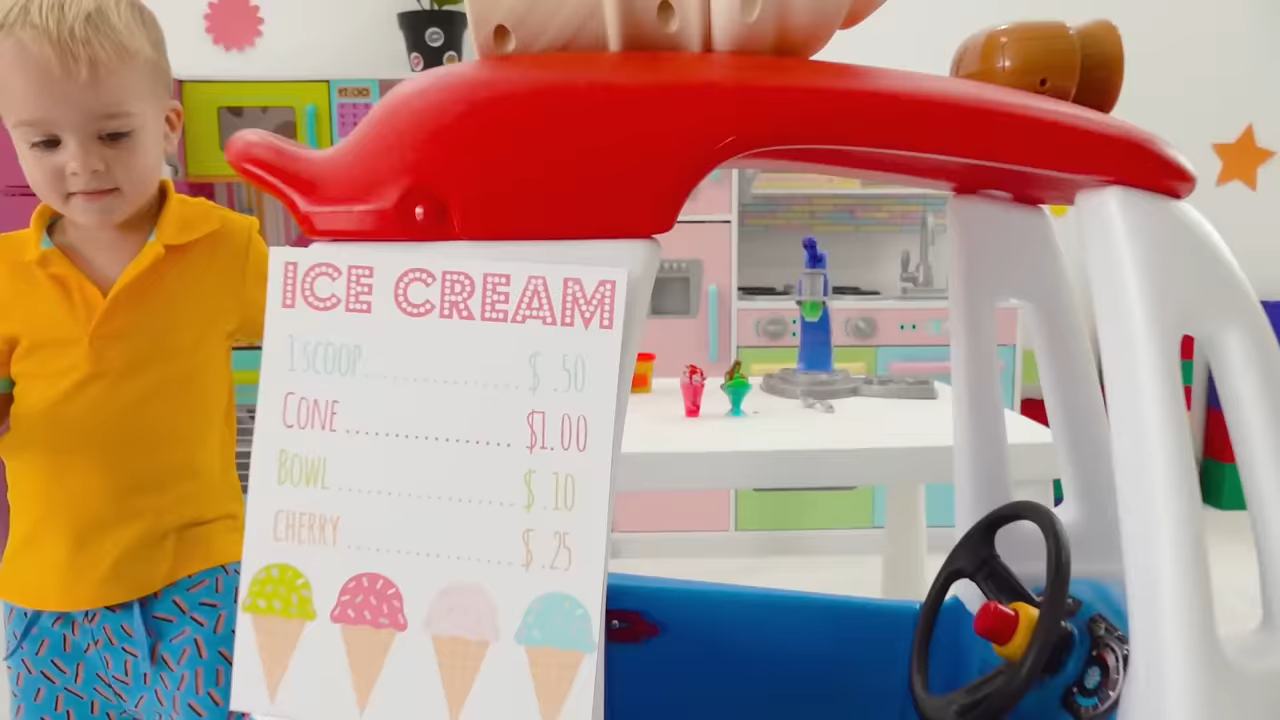 ICE CREAM
1 SCOOP.................... $ .50
CONE.................... $1.00
BOWL.................... $ .10
CHERRY.................... $ .25